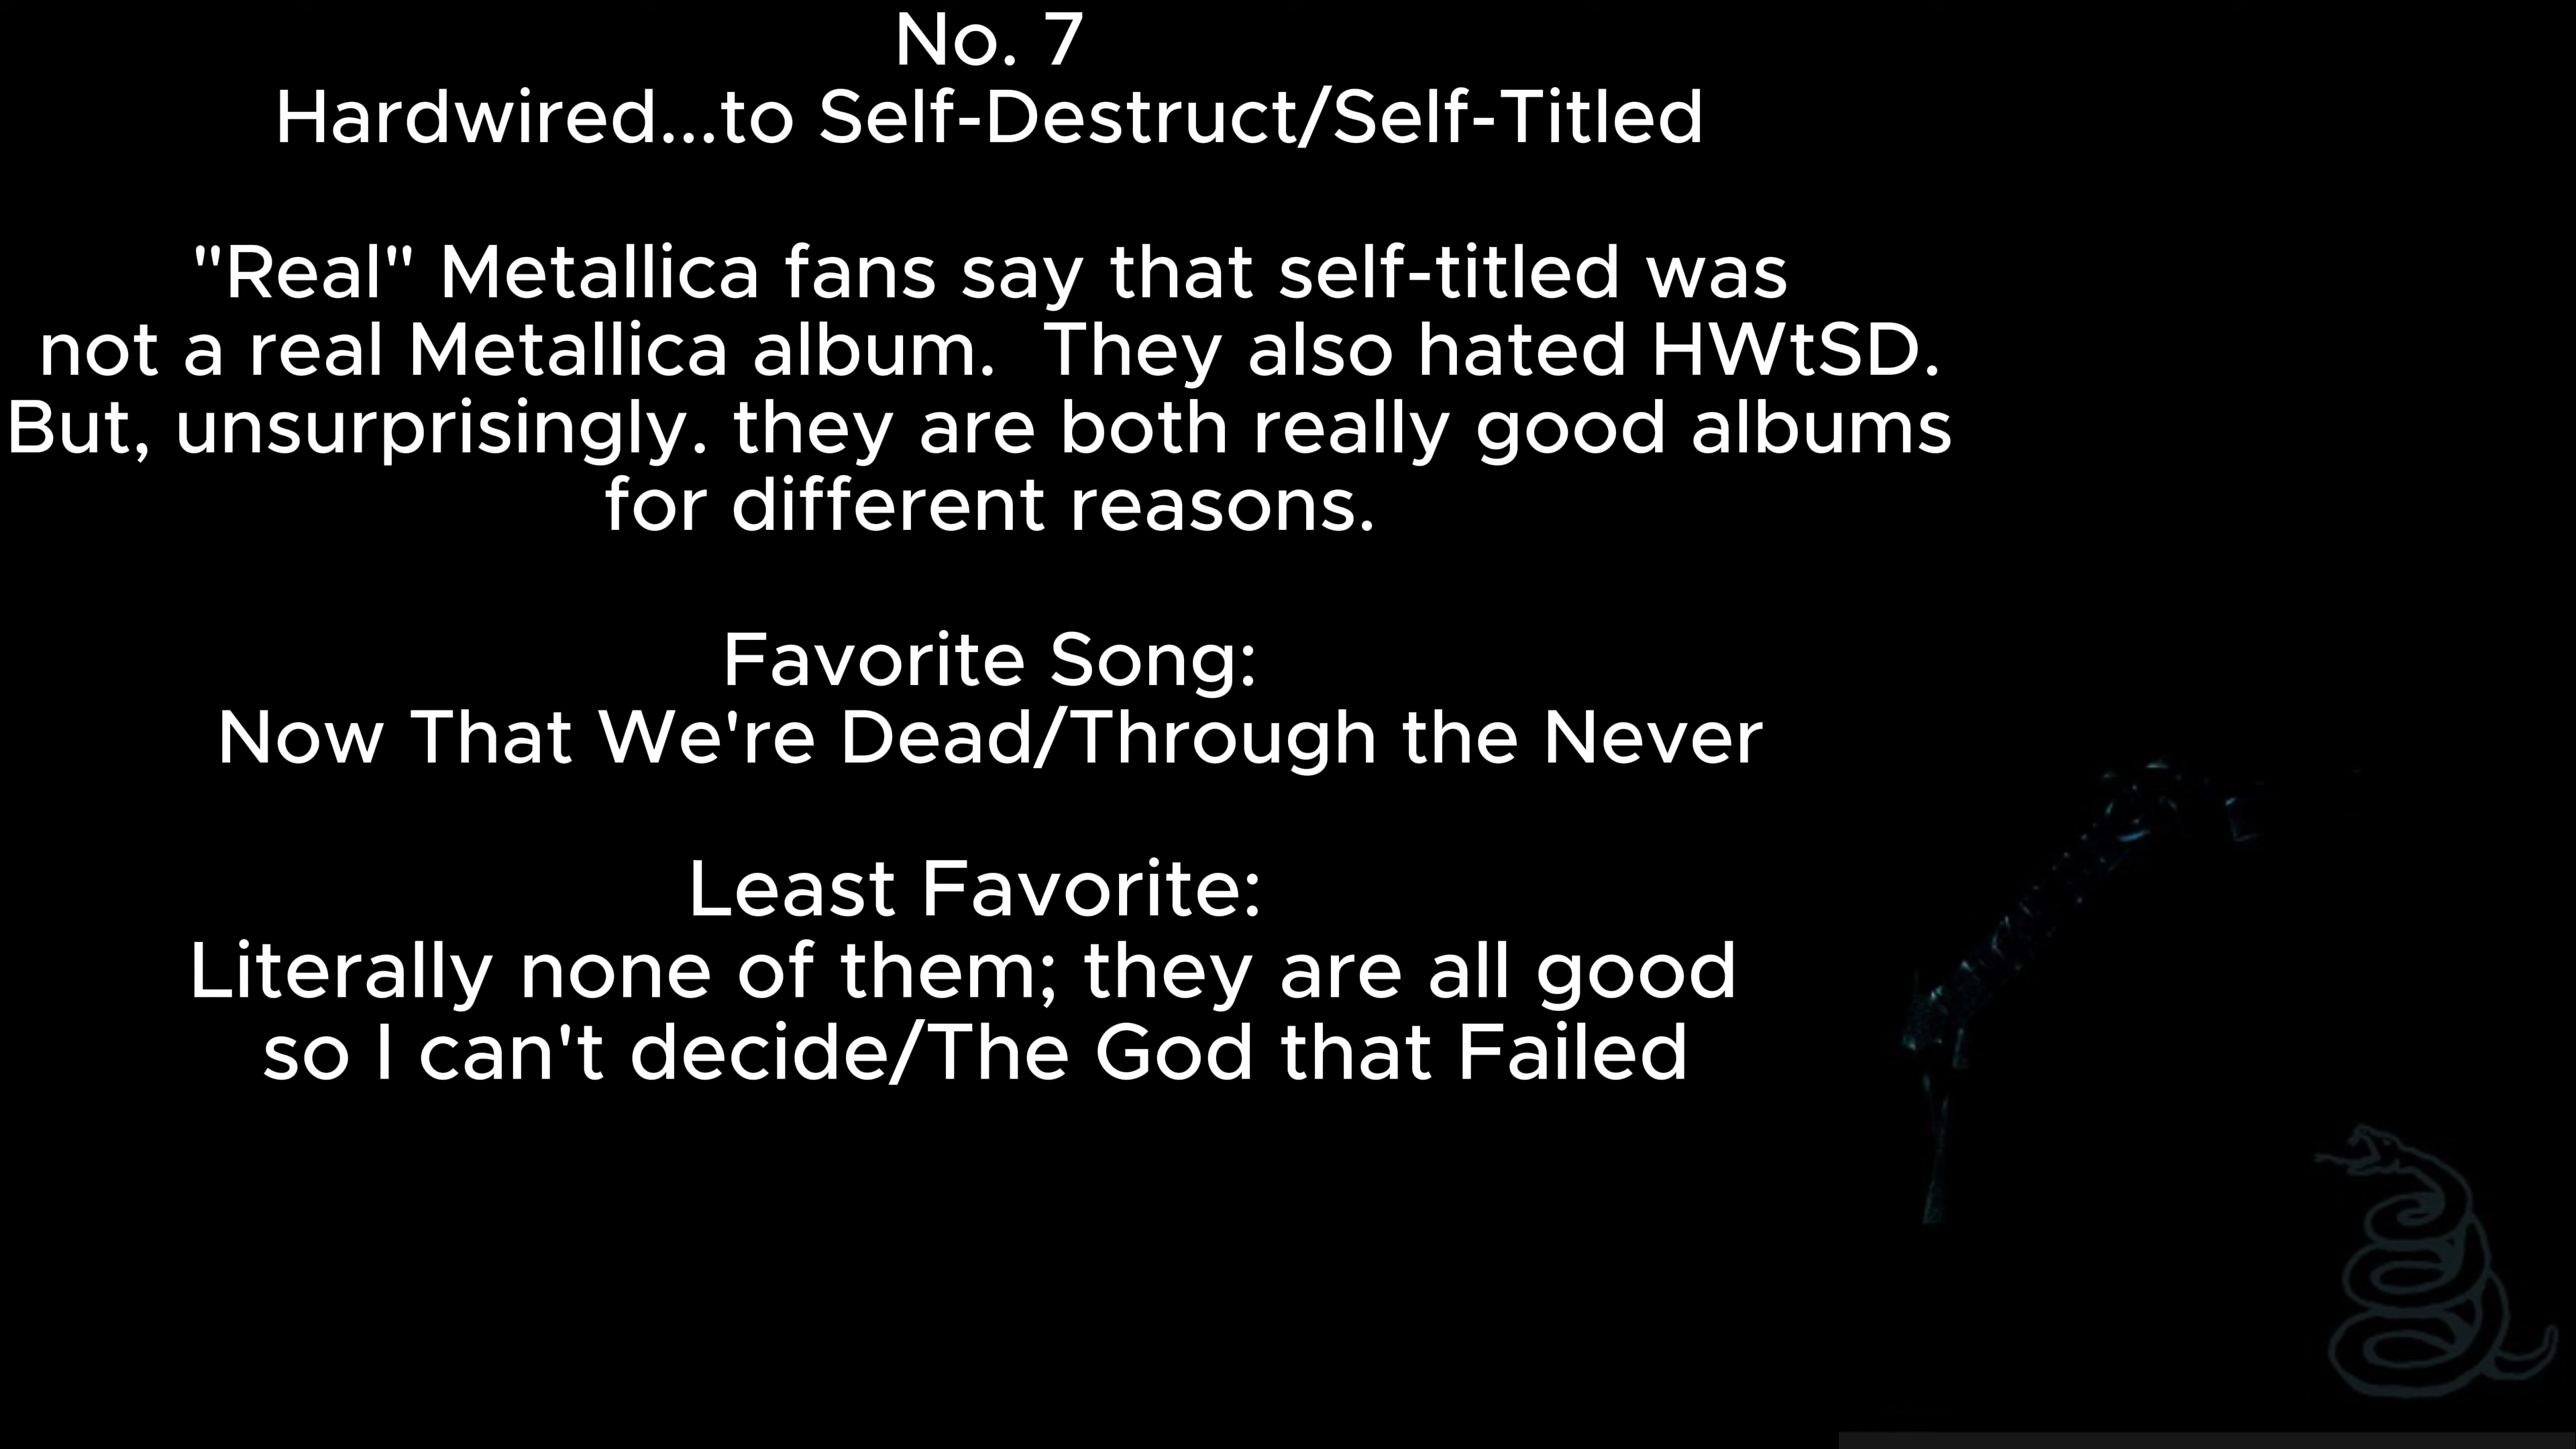 No. 7
Hardwired...to Self-Destruct/Self-Titled
"Real" Metallica fans say that self-titled was
not a real Metallica album.  They also hated HWtSD.
But, unsurprisingly. they are both really good albums
for different reasons.
Favorite Song:
Now That We're Dead/Through the Never
Least Favorite:
Literally none of them; they are all good
so I can't decide/The God that Failed